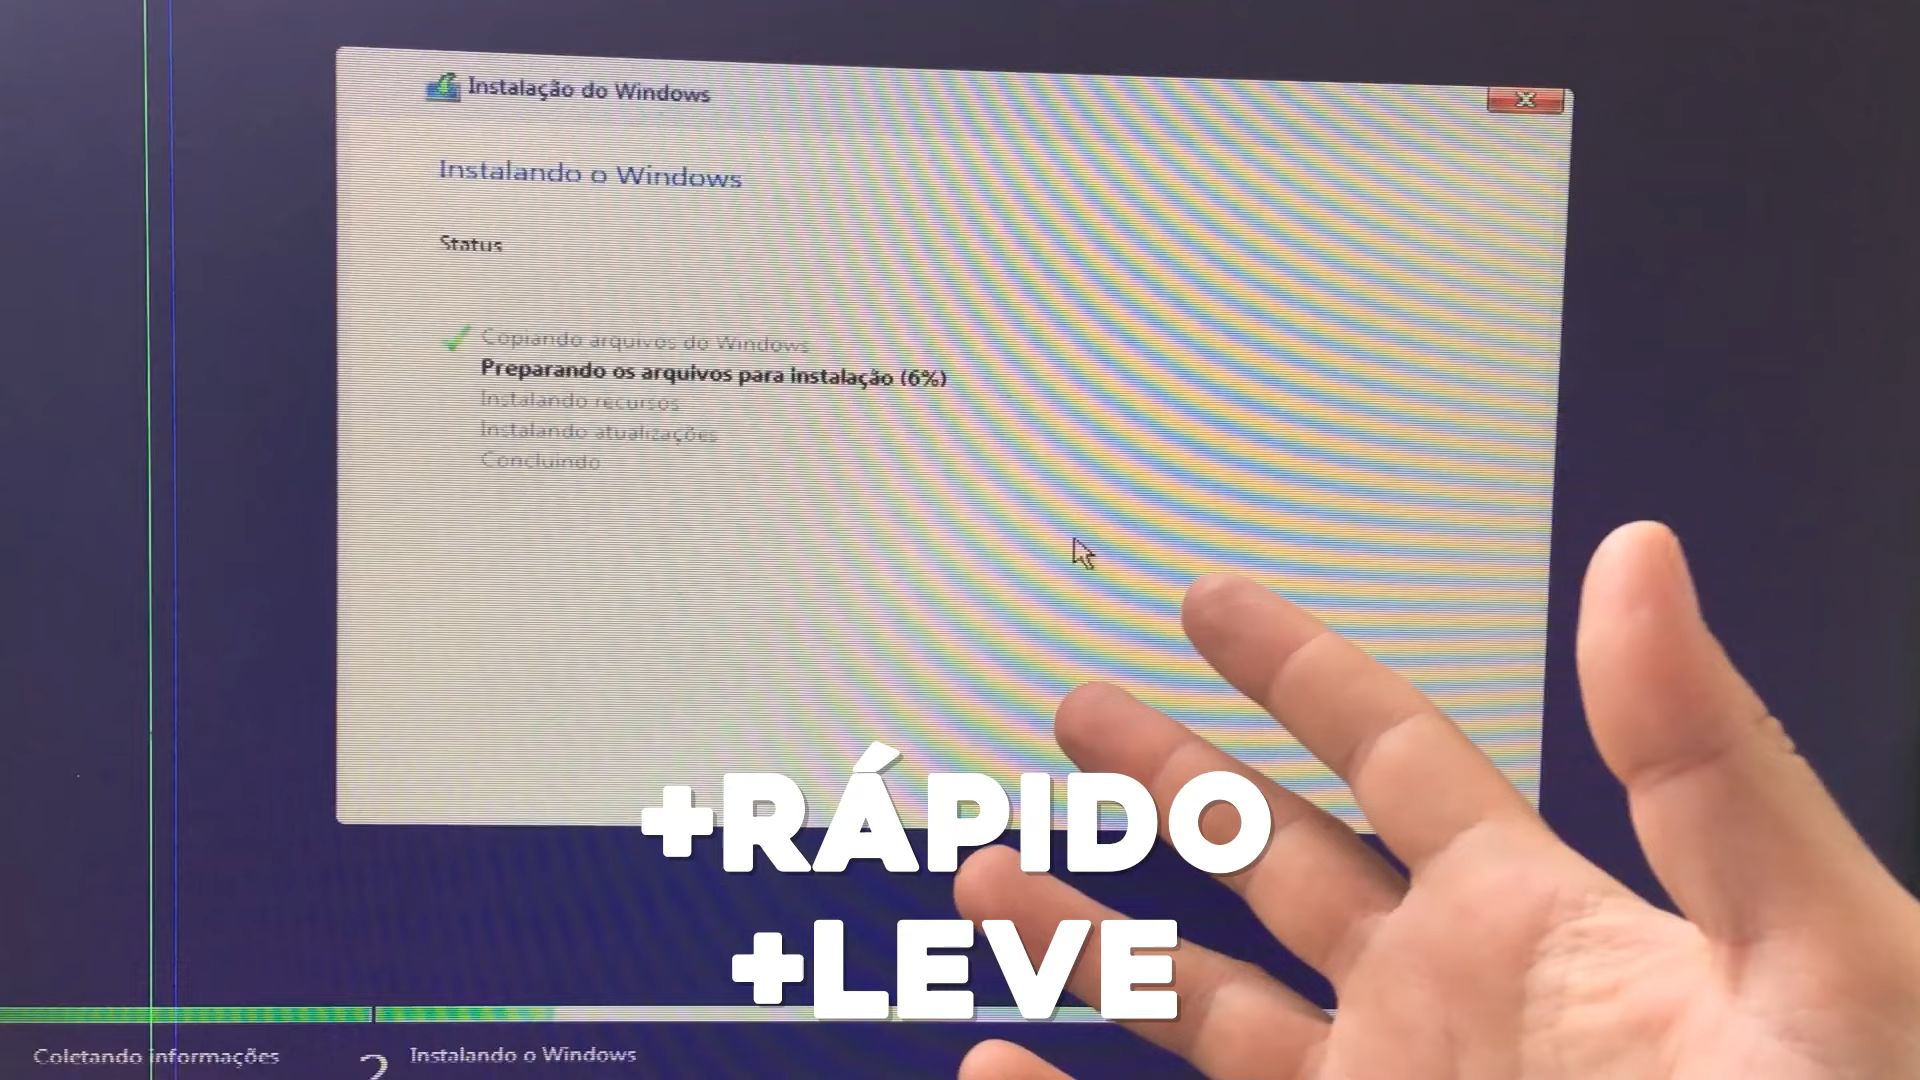 Instalação do Windows
Instalando o Windows
Status
Copiando arquivos do Windows
Preparando os arquivos para instalação (6%)
Instalando recursos
Instalando atualizações
Concluindo
+RÁPIDO
+LEVE
Coletando informações
2 Instalando o Windows